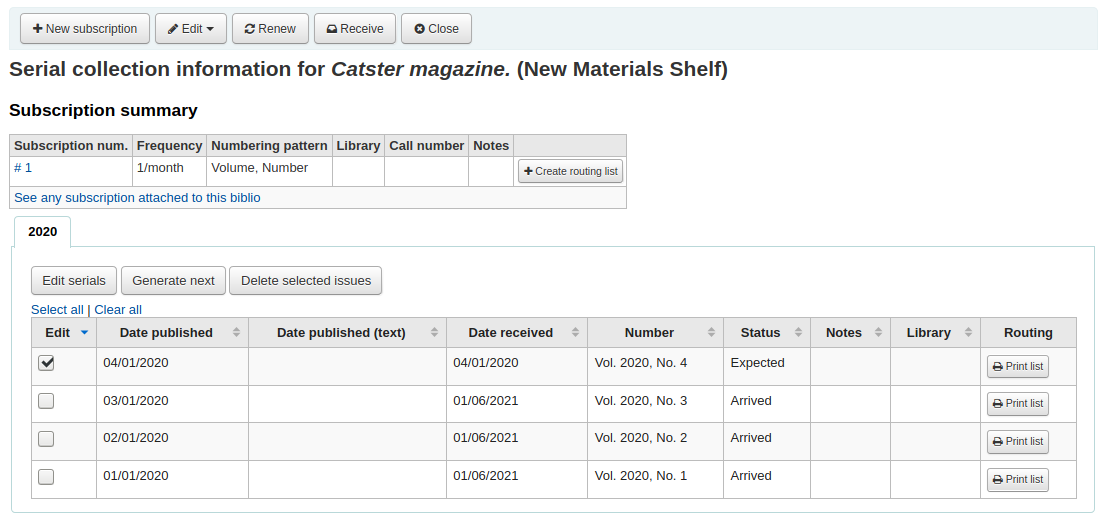 New subscription Edit Renew Receive Close
Serial collection information for Catster magazine. (New Materials Shelf)
Subscription summary
Subscription num. Frequency Numbering pattern Library Call number Notes
# 1 1/month Volume, Number Create routing list
See any subscription attached to this biblio
2020
Edit serials Generate next Delete selected issues
Select all | Clear all
Edit Date published Date published (text) Date received Number Status Notes Library Routing
04/01/2020 04/01/2020 Vol. 2020, No. 4 Expected Print list
03/01/2020 01/06/2021 Vol. 2020, No. 3 Arrived Print list
02/01/2020 01/06/2021 Vol. 2020, No. 2 Arrived Print list
01/01/2020 01/06/2021 Vol. 2020, No. 1 Arrived Print list